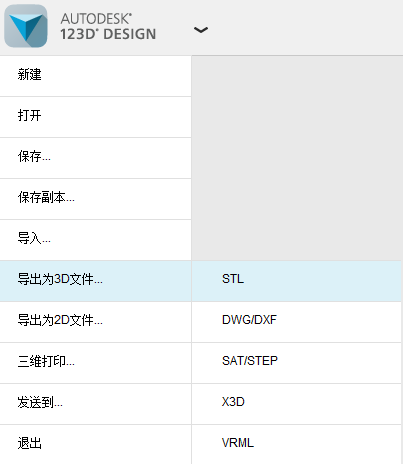 AUTODESK®
123D® DESIGN
新建
打开
保存...
保存副本...
导入...
导出为3D文件...
STL
导出为2D文件...
DWG/DXF
三维打印...
SAT/STEP
发送到...
X3D
退出
VRML